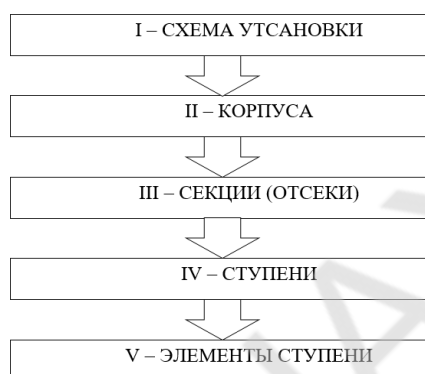 I – СХЕМА УТСАНОВКИ
II – КОРПУСА
III – СЕКЦИИ (ОТСЕКИ)
IV – СТУПЕНИ
V – ЭЛЕМЕНТЫ СТУПЕНИ